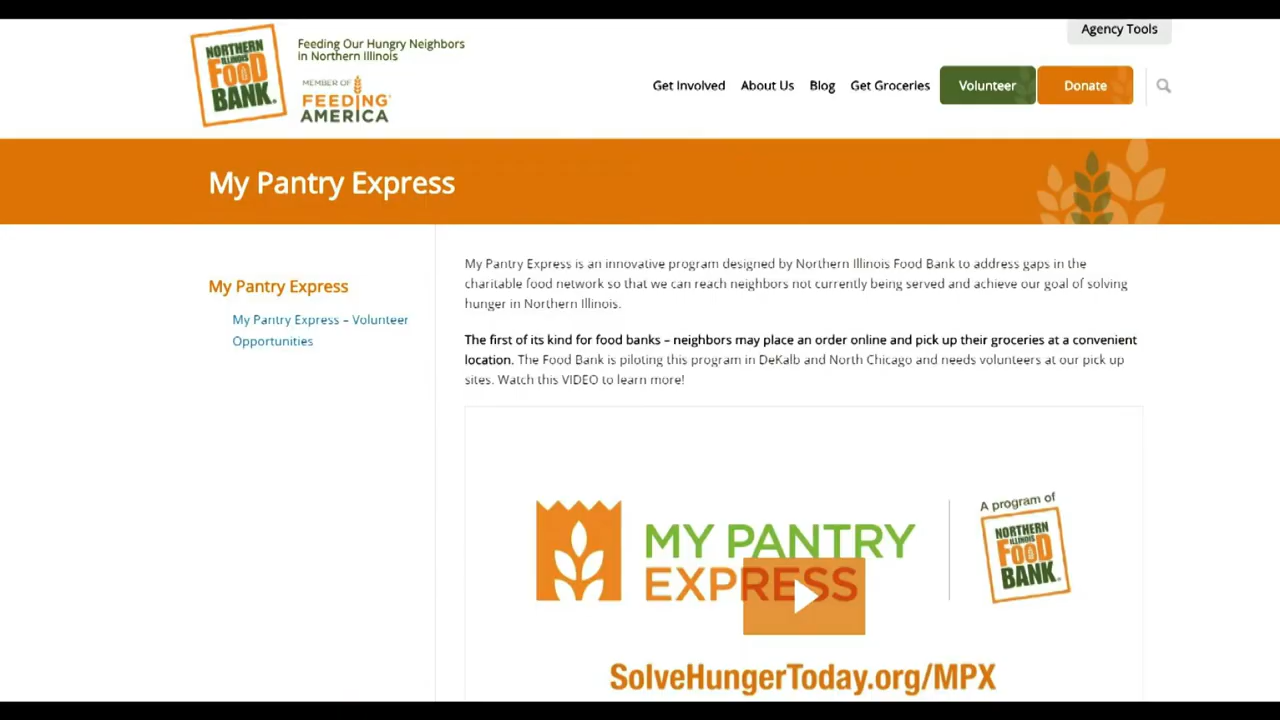 Agency Tools
NORTHERN
ILLINOIS
FOOD
BANK
Feeding Our Hungry Neighbors
in Northern Illinois
MEMBER OF
FEEDING
AMERICA
Get Involved About Us Blog Get Groceries Volunteer Donate
My Pantry Express
My Pantry Express
My Pantry Express – Volunteer
Opportunities
My Pantry Express is an innovative program designed by Northern Illinois Food Bank to address gaps in the
charitable food network so that we can reach neighbors not currently being served and achieve our goal of solving
hunger in Northern Illinois.
The first of its kind for food banks – neighbors may place an order online and pick up their groceries at a convenient
location. The Food Bank is piloting this program in DeKalb and North Chicago and needs volunteers at our pick up
sites. Watch this VIDEO to learn more!
MY PANTRY
EXPRESS
A program of
NORTHERN
ILLINOIS
FOOD
BANK
SolveHungerToday.org/MPX